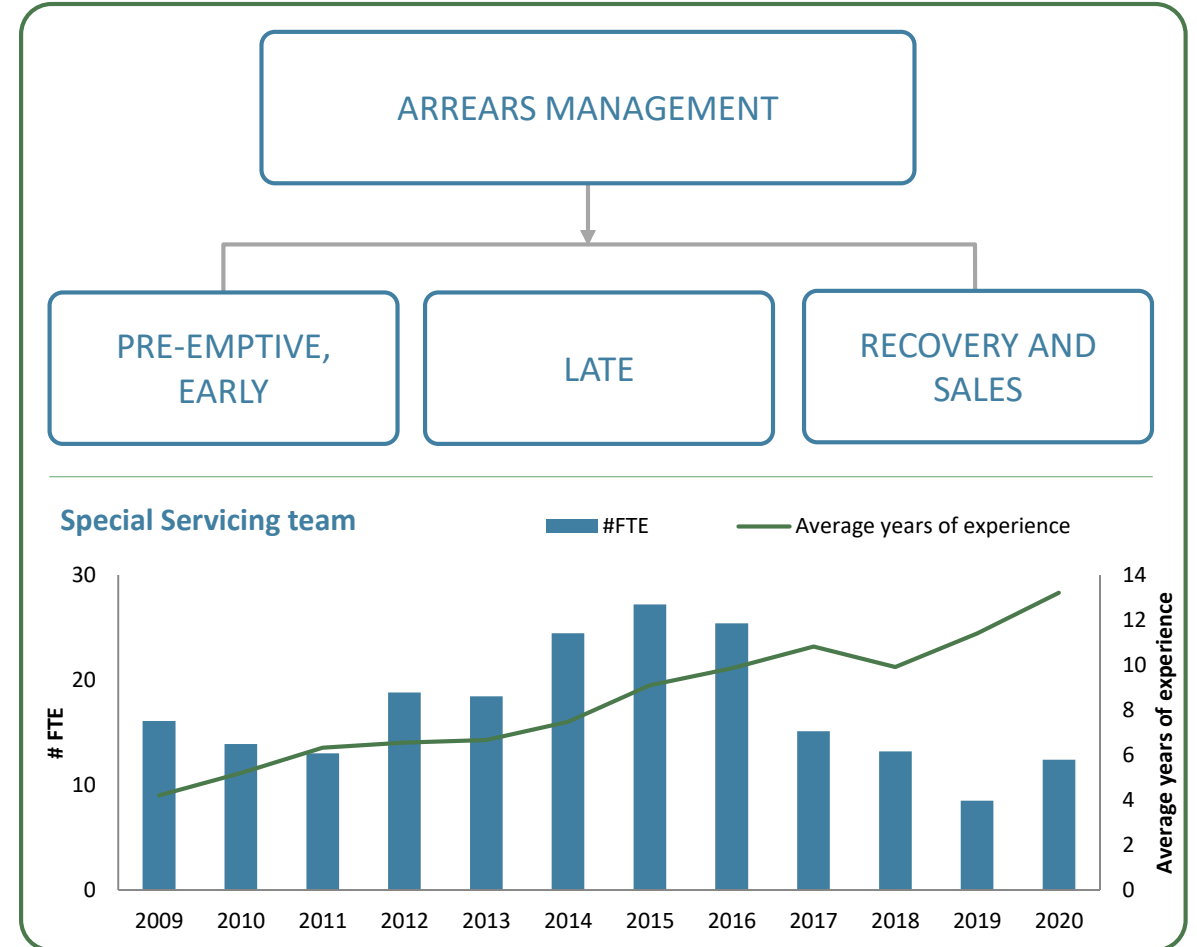 ARREARS MANAGEMENT
PRE-EMPTIVE,
EARLY
LATE
RECOVERY AND
SALES
Special Servicing team
#FTE
Average years of experience
30
20
10
0
# FTE
14
12
10
8
6
4
2
0
Average years of experience
2009 2010 2011 2012 2013 2014 2015 2016 2017 2018 2019 2020